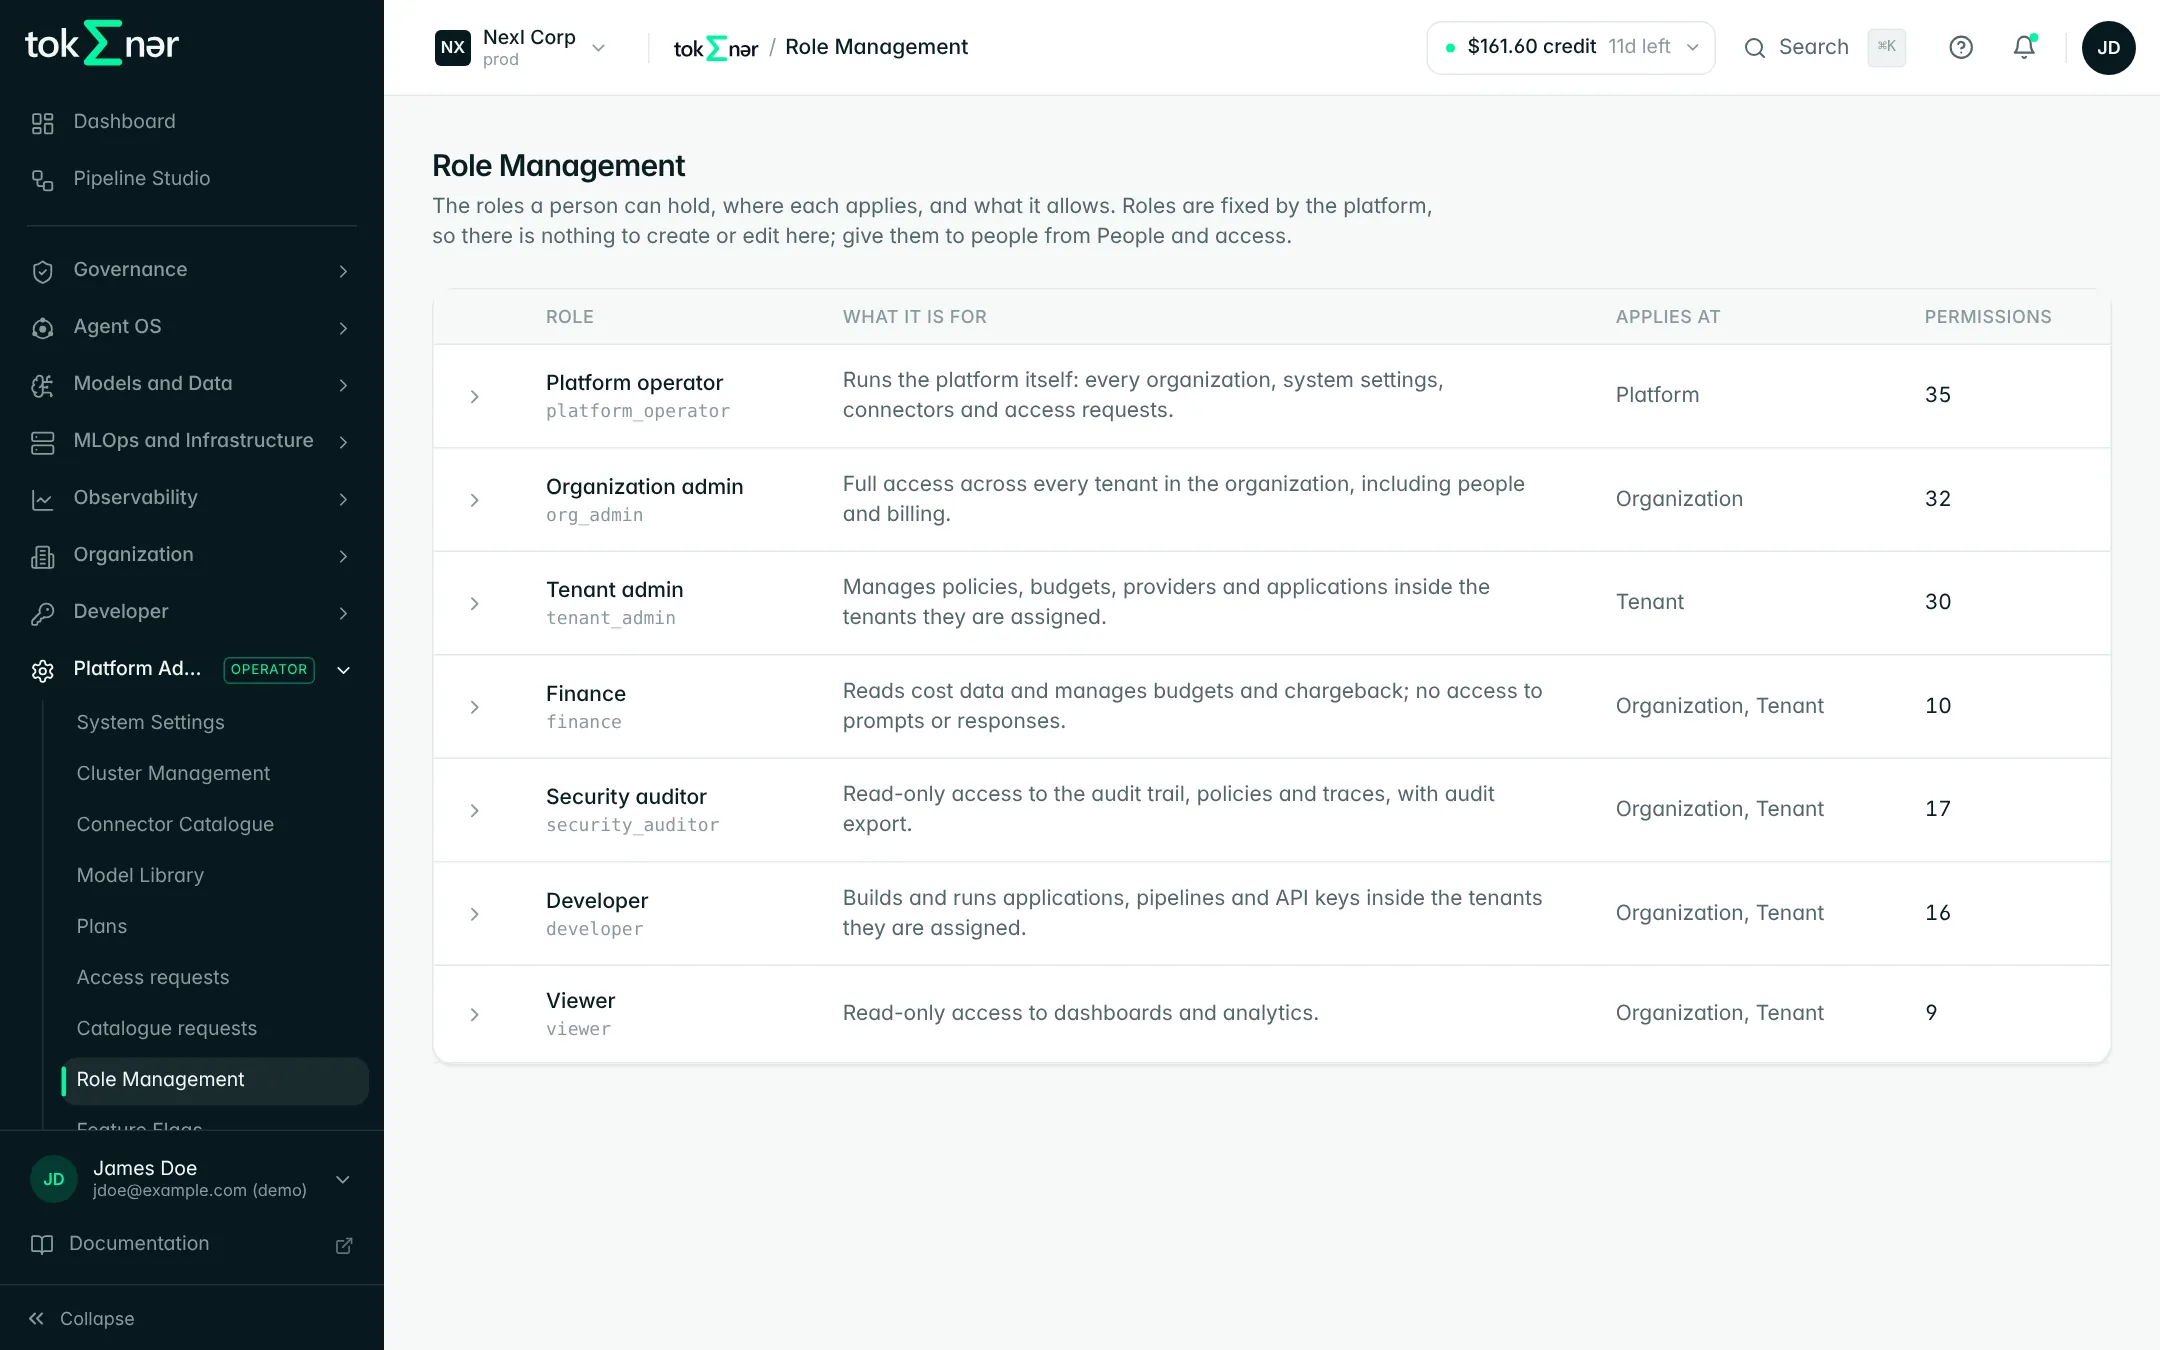 tokΣnər
Dashboard
Pipeline Studio
Governance
Agent OS
Models and Data
MLOps and Infrastructure
Observability
Organization
Developer
Platform Ad... OPERATOR
System Settings
Cluster Management
Connector Catalogue
Model Library
Plans
Access requests
Catalogue requests
Role Management
Feature Flags
JD James Doe
jdoe@example.com (demo)
Documentation
Collapse
NX Nexl Corp
prod
tokΣnər / Role Management
$161.60 credit 11d left
Search ⌘K
JD
Role Management
The roles a person can hold, where each applies, and what it allows. Roles are fixed by the platform,
so there is nothing to create or edit here; give them to people from People and access.
ROLE WHAT IT IS FOR APPLIES AT PERMISSIONS
Platform operator
platform_operator
Runs the platform itself: every organization, system settings,
connectors and access requests.
Platform
35
Organization admin
org_admin
Full access across every tenant in the organization, including people
and billing.
Organization
32
Tenant admin
tenant_admin
Manages policies, budgets, providers and applications inside the
tenants they are assigned.
Tenant
30
Finance
finance
Reads cost data and manages budgets and chargeback; no access to
prompts or responses.
Organization, Tenant
10
Security auditor
security_auditor
Read-only access to the audit trail, policies and traces, with audit
export.
Organization, Tenant
17
Developer
developer
Builds and runs applications, pipelines and API keys inside the tenants
they are assigned.
Organization, Tenant
16
Viewer
viewer
Read-only access to dashboards and analytics.
Organization, Tenant
9